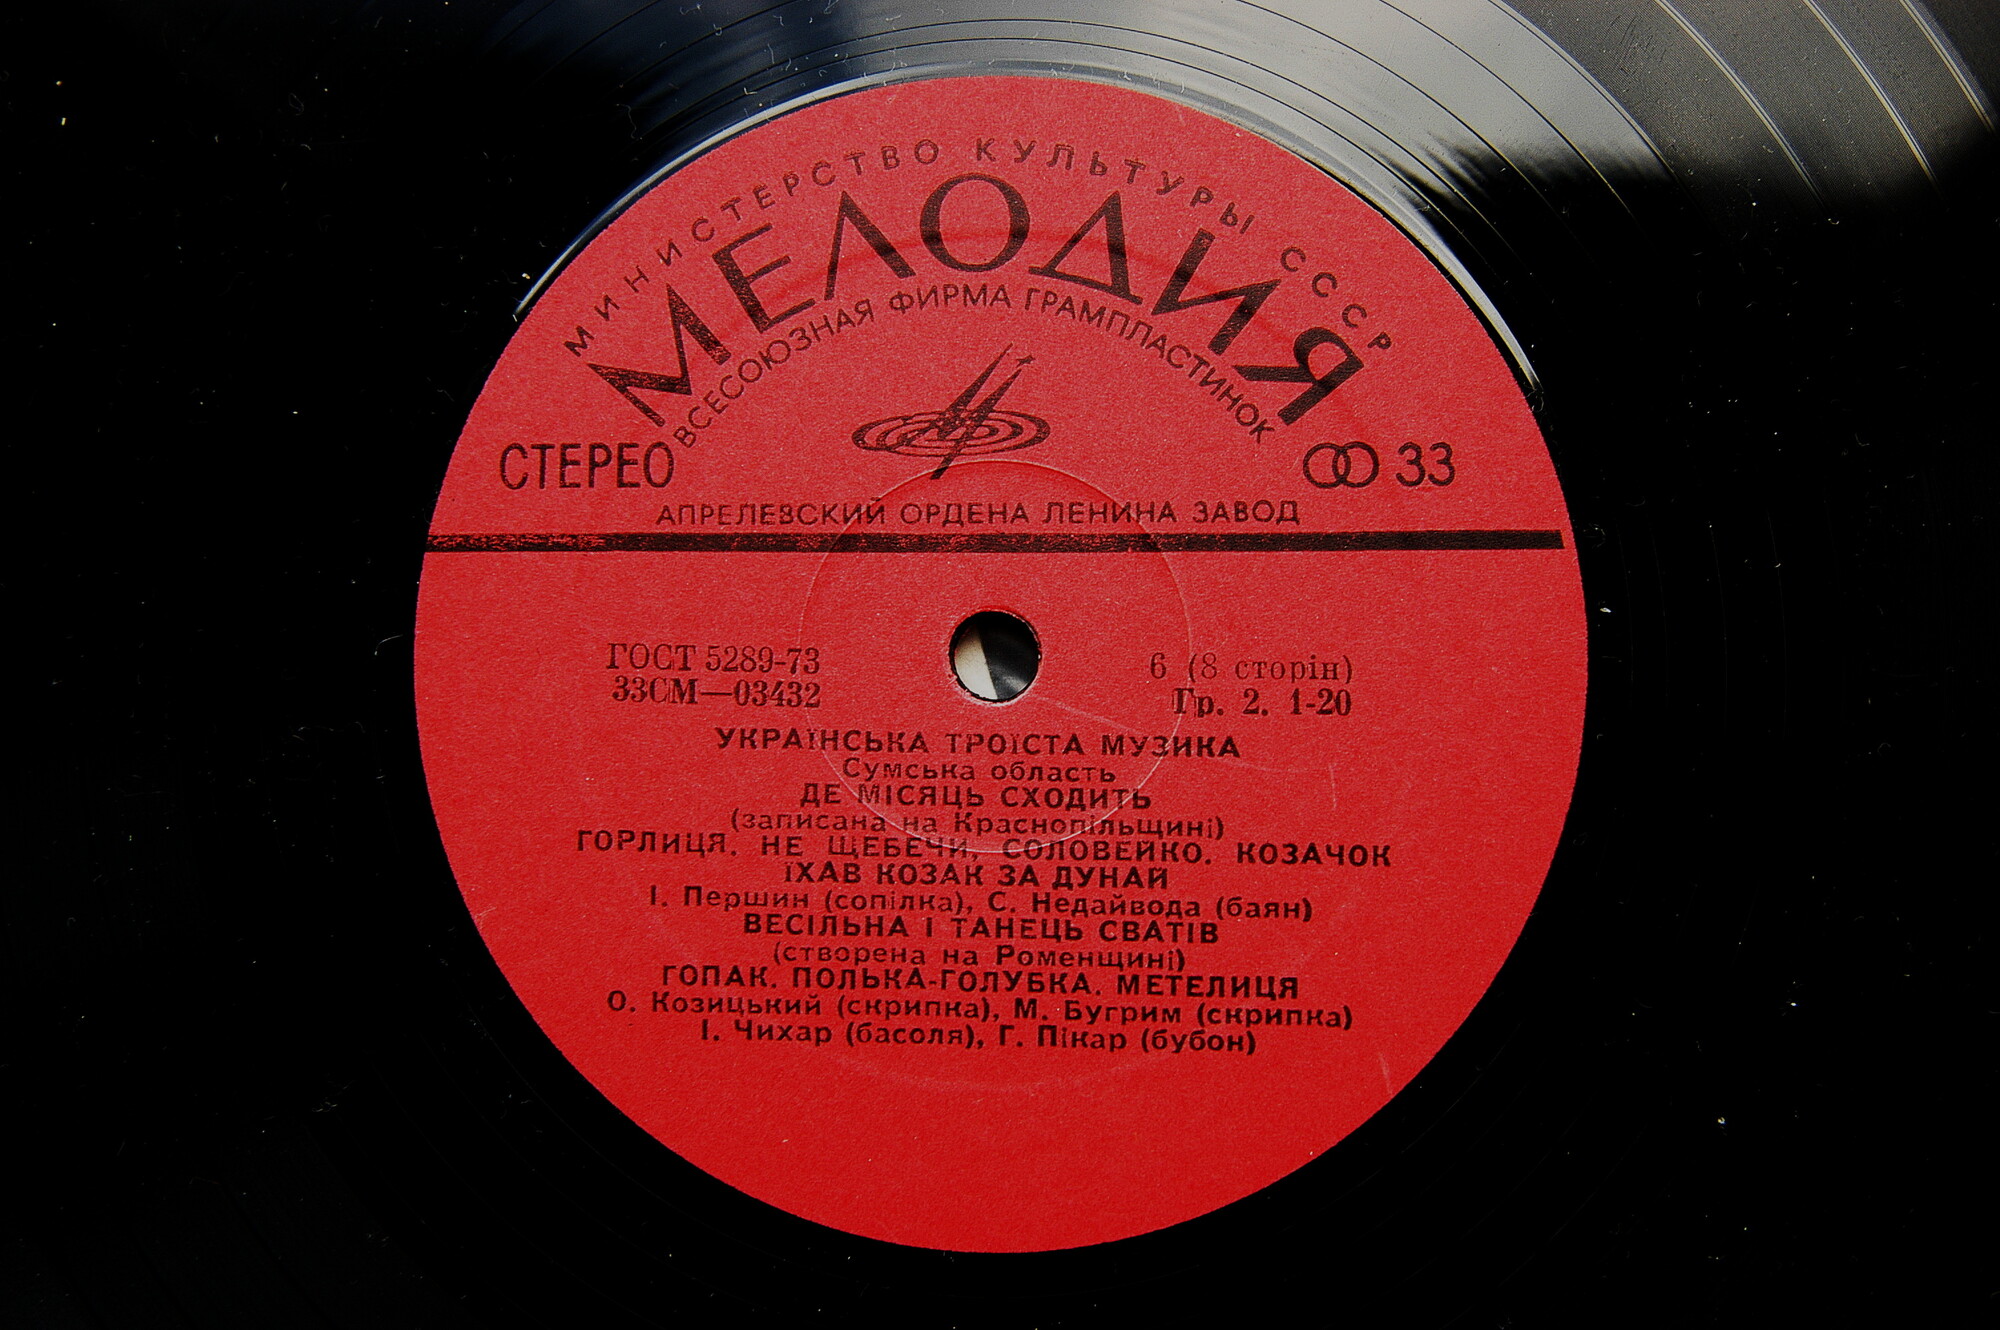 МИНИСТЕРСТВО КУЛЬТУРЫ СССР
МЕЛОДИЯ
ВСЕСОЮЗНАЯ ФИРМА ГРАМПЛАСТИНОК
СТЕРЕО
33
АПРЕЛЕВСКИЙ ОРДЕНА ЛЕНИНА ЗАВОД
ГОСТ 5289-73
33СМ—03432
6 (8 сторін)
Гр. 2. 1-20
УКРАЇНСЬКА ТРОЇСТА МУЗИКА
Сумська область
ДЕ МІСЯЦЬ СХОДИТЬ
(записана на Краснопільщині)
ГОРЛИЦЯ. НЕ ЩЕБЕЧИ, СОЛОВЕЙКО. КОЗАЧОК
ЇХАВ КОЗАК ЗА ДУНАЙ
І. Першин (сопілка), С. Недайвода (баян)
ВЕСІЛЬНА І ТАНЕЦЬ СВАТІВ
(створена на Роменщині)
ГОПАК. ПОЛЬКА-ГОЛУБКА. МЕТЕЛИЦЯ
О. Козицький (скрипка), М. Бугрим (скрипка)
І. Чихар (басоля), Г. Пікар (бубон)